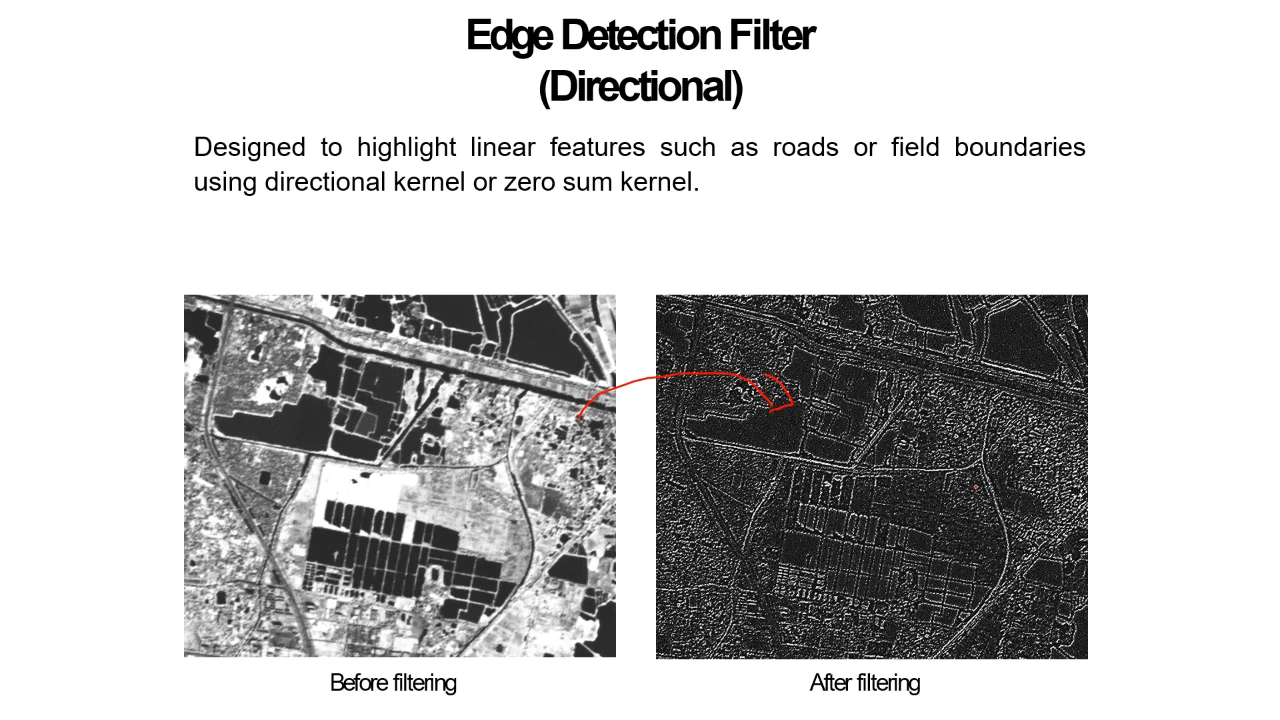 Edge Detection Filter
(Directional)
Designed to highlight linear features such as roads or field boundaries
using directional kernel or zero sum kernel.
Before filtering
After filtering